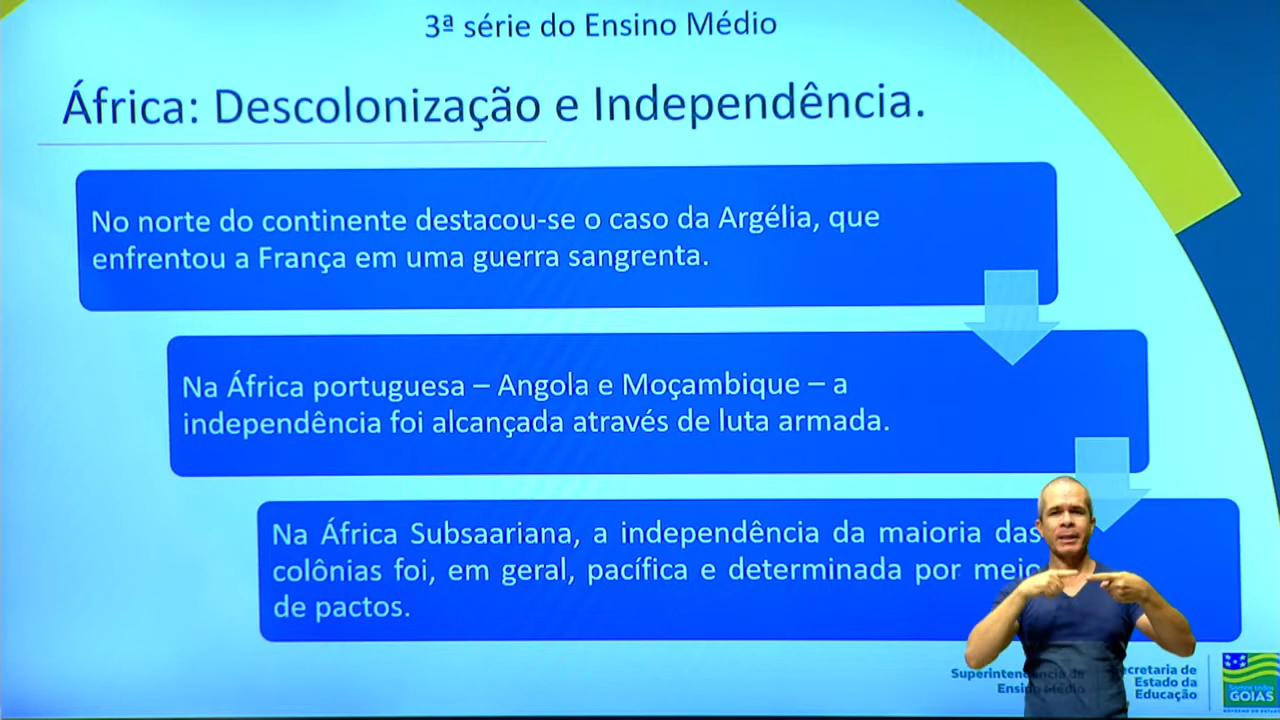 3ª série do Ensino Médio
África: Descolonização e Independência.
No norte do continente destacou-se o caso da Argélia, que
enfrentou a França em uma guerra sangrenta.
Na África portuguesa – Angola e Moçambique – a
independência foi alcançada através de luta armada.
Na África Subsaariana, a independência da maioria das
colônias foi, em geral, pacífica e determinada por meio
de pactos.
Superintendência de
Ensino Médio
Secretaria de
Estado da
Educação
GOIÁS